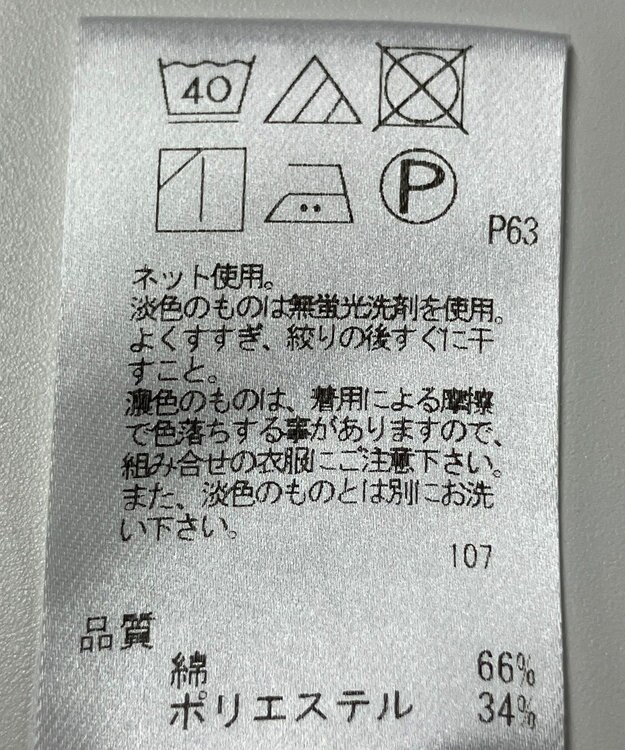 40
P
P63
ネット使用。
淡色のものは無蛍光洗剤を使用。
よくすすぎ、絞りの後すぐに干
すこと。
濃色のものは、着用による摩擦
で色落ちする事がありますので、
組み合せの衣服にご注意下さい。
また、淡色のものとは別にお洗
い下さい。
107
品質
綿 66%
ポリエステル 34%